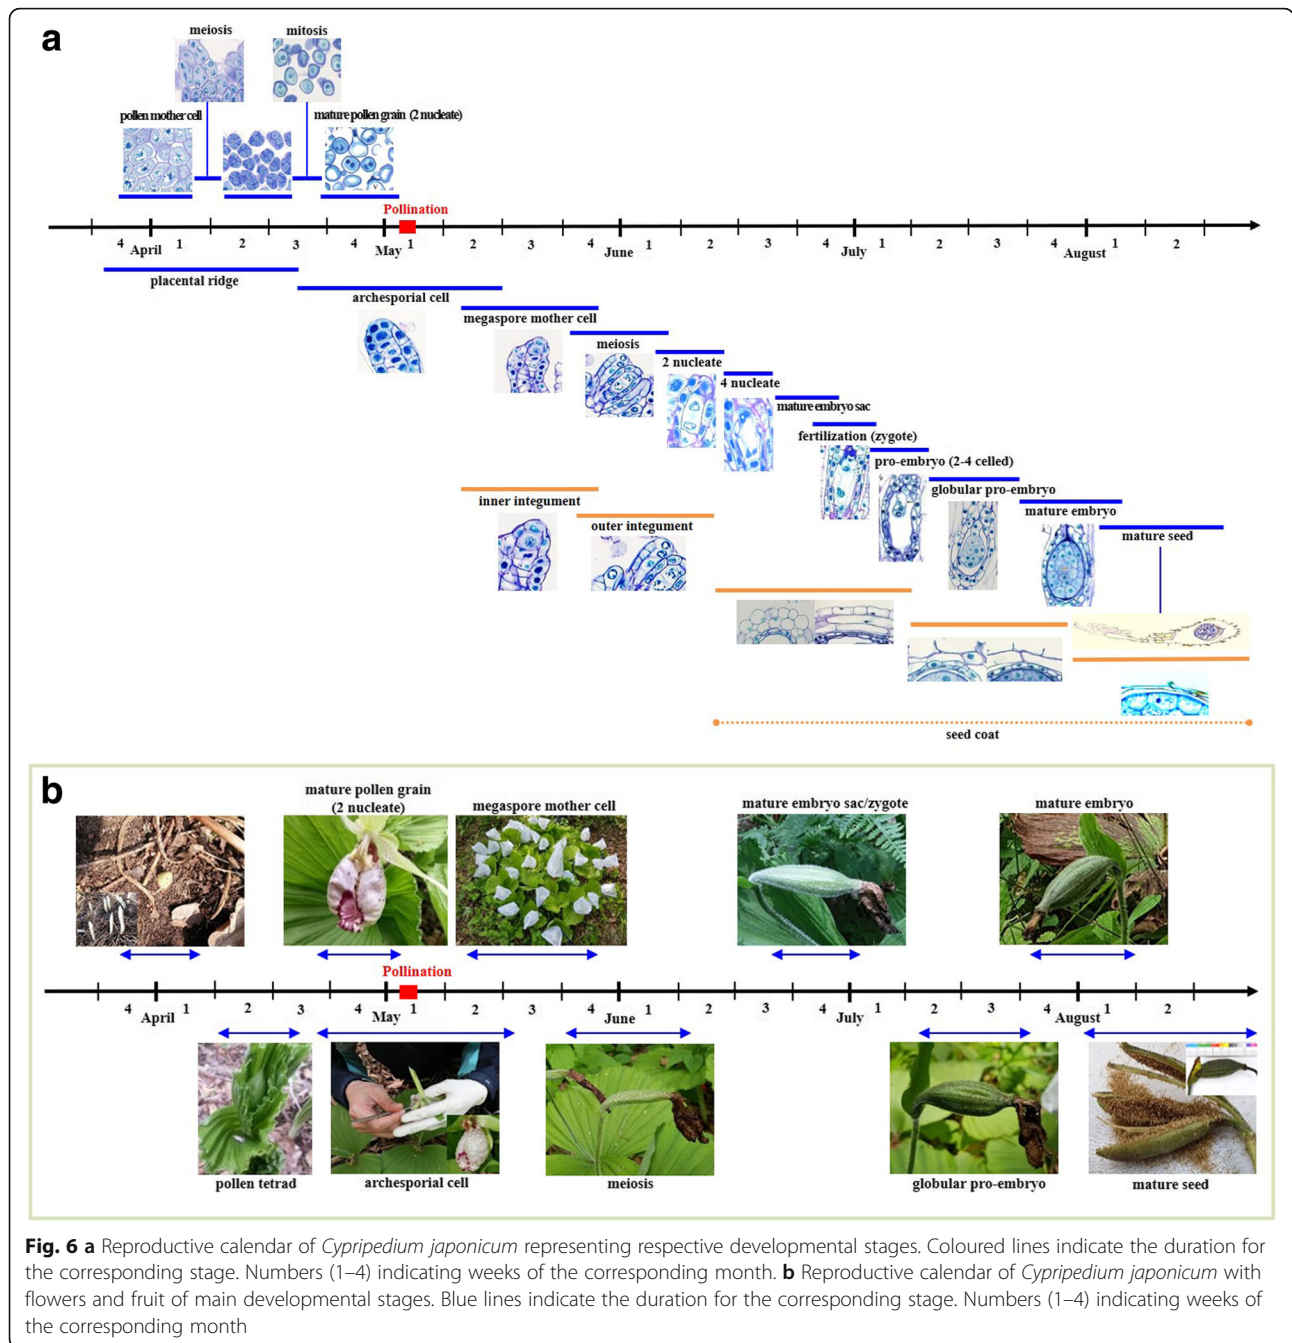 a
meiosis
mitosis
pollen mother cell
mature pollen grain (2 nucleate)
Pollination
4 April 1 2 3 4 May 1 2 3 4 June 1 2 3 4 July 1 2 3 4 August 1 2
placental ridge
archesporial cell
megaspore mother cell
meiosis
2 nucleate
4 nucleate
mature embryo sac
fertilization (zygote)
pro-embryo (2-4 celled)
globular pro-embryo
mature embryo
mature seed
inner integument
outer integument
seed coat
b
mature pollen grain
(2 nucleate)
megaspore mother cell
mature embryo sac/zygote
mature embryo
Pollination
4 April 1 2 3 4 May 1 2 3 4 June 1 2 3 4 July 1 2 3 4 August 1 2
pollen tetrad
archesporial cell
meiosis
globular pro-embryo
mature seed
Fig. 6 a Reproductive calendar of Cypripedium japonicum representing respective developmental stages. Coloured lines indicate the duration for
the corresponding stage. Numbers (1–4) indicating weeks of the corresponding month. b Reproductive calendar of Cypripedium japonicum with
flowers and fruit of main developmental stages. Blue lines indicate the duration for the corresponding stage. Numbers (1–4) indicating weeks of
the corresponding month